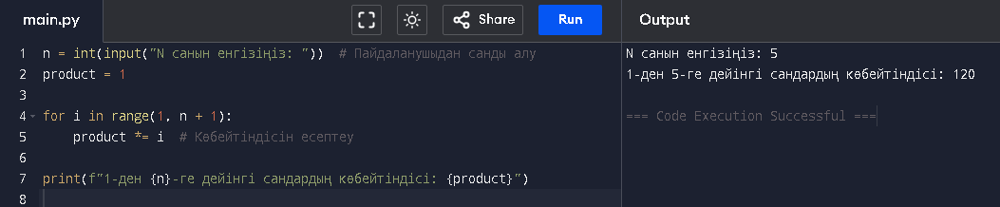 main.py
Share
Run
Output
1 n = int(input("N санын енгізіңіз: ")) # Пайдаланушыдан санды алу
2 product = 1
3
4 for i in range(1, n + 1):
5 product *= i # Көбейтіндісін есептеу
6
7 print(f"1-ден {n}-ге дейінгі сандардың көбейтіндісі: {product}")
8
N санын енгізіңіз: 5
1-ден 5-ге дейінгі сандардың көбейтіндісі: 120
=== Code Execution Successful ===